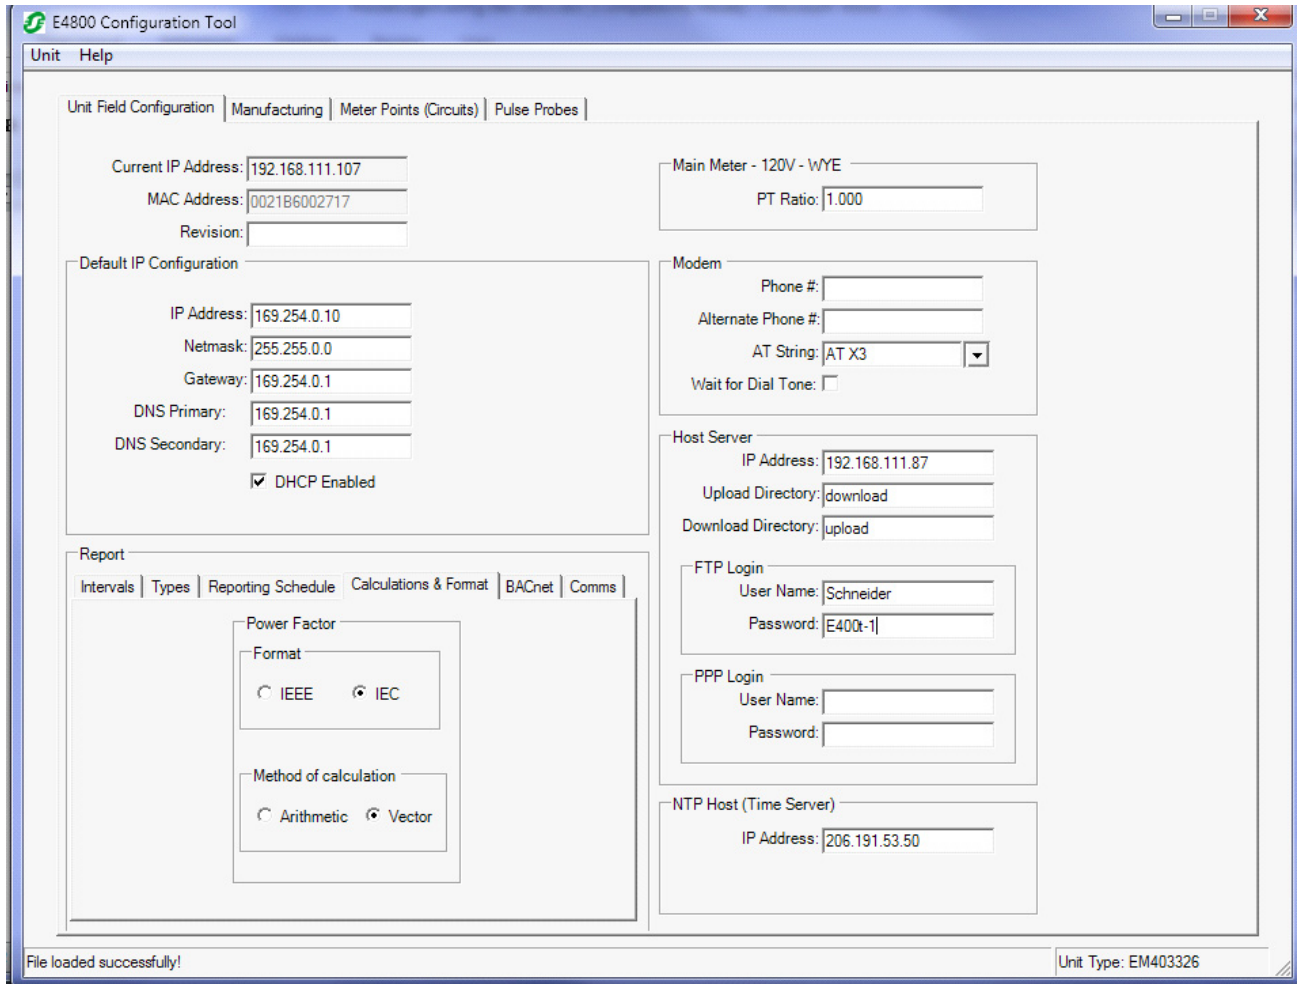 E4800 Configuration Tool
Unit Help
Unit Field Configuration Manufacturing Meter Points (Circuits) Pulse Probes
Current IP Address: 192.168.111.107
MAC Address: 0021B6002717
Revision:
Default IP Configuration
IP Address: 169.254.0.10
Netmask: 255.255.0.0
Gateway: 169.254.0.1
DNS Primary: 169.254.0.1
DNS Secondary: 169.254.0.1
DHCP Enabled
Report
Intervals Types Reporting Schedule Calculations & Format BACnet Comms
Power Factor
Format
IEEE IEC
Method of calculation
Arithmetic Vector
Main Meter - 120V - WYE
PT Ratio: 1.000
Modem
Phone #:
Alternate Phone #:
AT String: AT X3
Wait for Dial Tone:
Host Server
IP Address: 192.168.111.87
Upload Directory: download
Download Directory: upload
FTP Login
User Name: Schneider
Password: E400t-1
PPP Login
User Name:
Password:
NTP Host (Time Server)
IP Address: 206.191.53.50
File loaded successfully!
Unit Type: EM403326